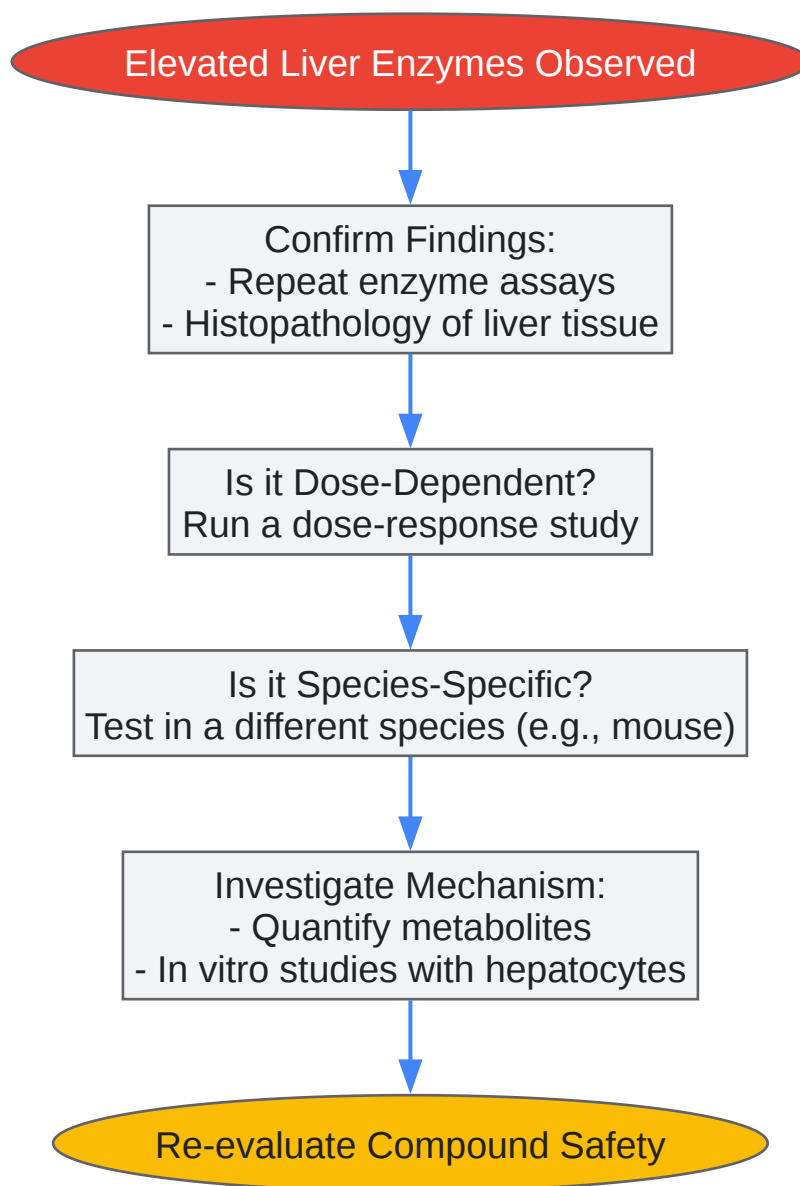 Elevated Liver Enzymes Observed
Confirm Findings:
- Repeat enzyme assays
- Histopathology of liver tissue
Is it Dose-Dependent?
Run a dose-response study
Is it Species-Specific?
Test in a different species (e.g., mouse)
Investigate Mechanism:
- Quantify metabolites
- In vitro studies with hepatocytes
Re-evaluate Compound Safety